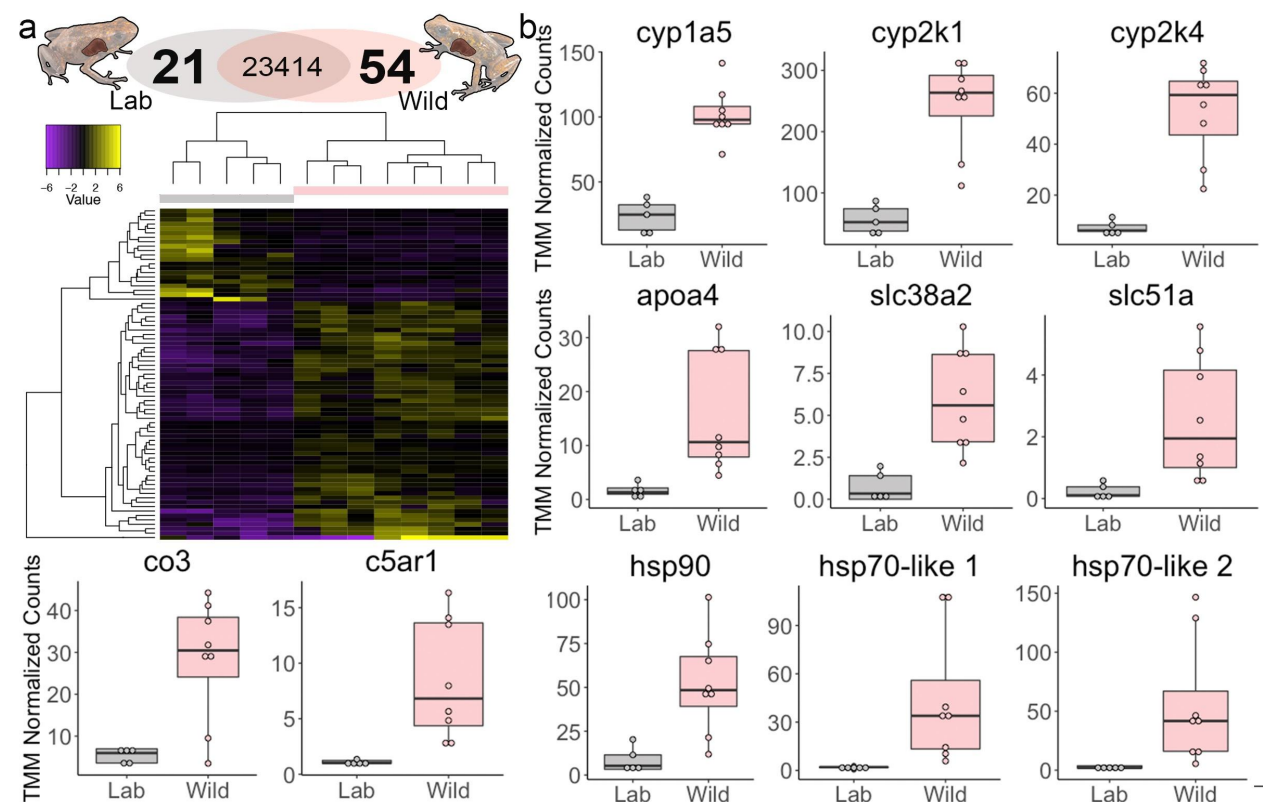 a
21 23414 54
Lab Wild
−6 −2 2 6
Value
b
cyp1a5 cyp2k1 cyp2k4
TMM Normalized Counts
150
100
50
300
200
100
60
40
20
Lab Wild Lab Wild Lab Wild
apoa4 slc38a2 slc51a
TMM Normalized Counts
30
20
10
0
10.0
7.5
5.0
2.5
0.0
4
2
0
Lab Wild Lab Wild Lab Wild
co3 c5ar1 hsp90 hsp70-like 1 hsp70-like 2
TMM Normalized Counts
40
30
20
10
15
10
5
0
100
75
50
25
0
90
60
30
0
150
100
50
0
Lab Wild Lab Wild Lab Wild Lab Wild Lab Wild